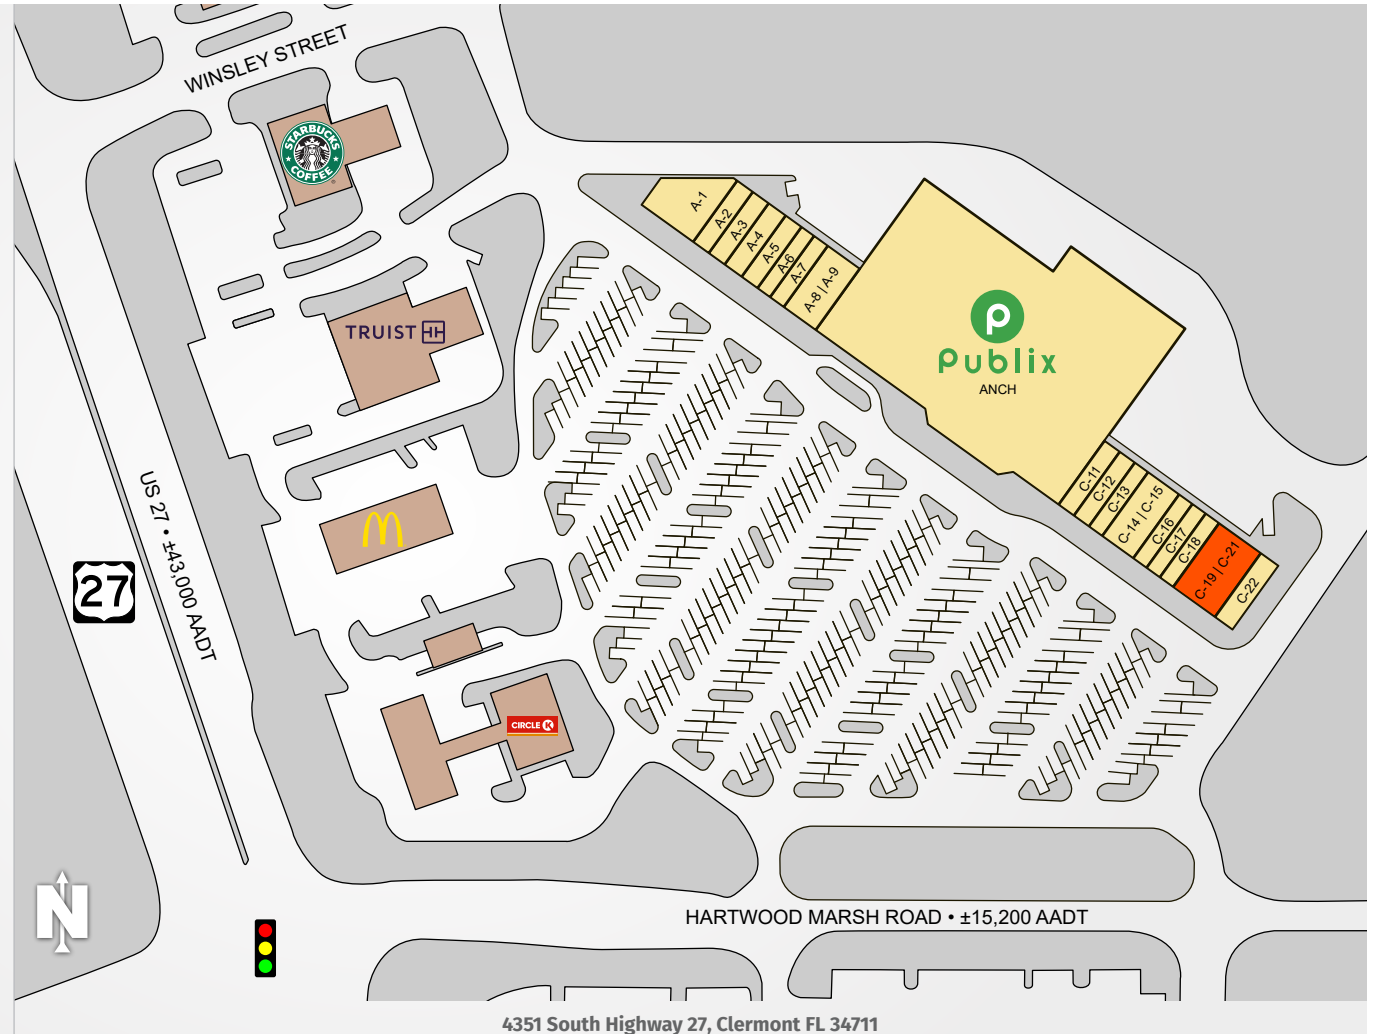 WINSLEY STREET
STARBUCKS
COFFEE
A-1
A-2
A-3
A-4
A-5
A-6
A-7
A-8 | A-9
TRUIST
Publix
ANCH
C-11
C-12
C-13
C-14 | C-15
C-16
C-17
C-18
C-19 | C-21
C-22
US 27 • ±43,000 AADT
27
CIRCLE K
N
HARTWOOD MARSH ROAD • ±15,200 AADT
4351 South Highway 27, Clermont FL 34711